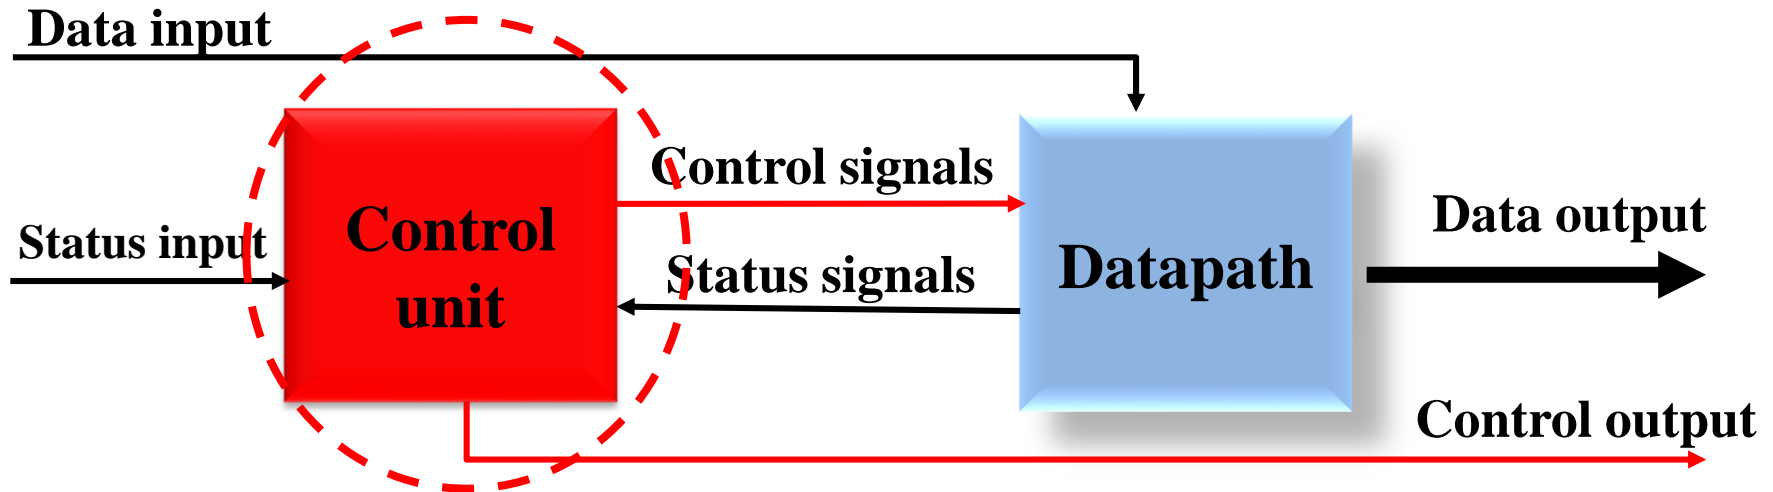 Data input
Control signals
Data output
Status input
Control
unit
Status signals
Datapath
Control output